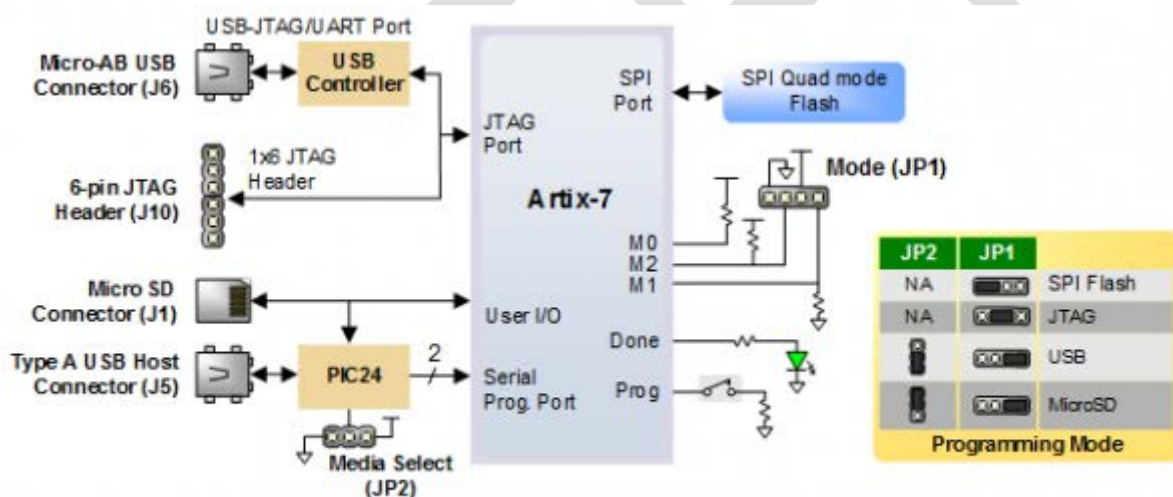 USB-JTAG/UART Port
Micro-AB USB
Connector (J6)
USB
Controller
1x6 JTAG
Header
6-pin JTAG
Header (J10)
Micro SD
Connector (J1)
Type A USB Host
Connector (J5)
PIC24
2
Media Select
(JP2)
JTAG
Port
SPI
Port
Artix-7
M0
M2
M1
User I/O
Done
Serial
Prog. Port
Prog
SPI Quad mode
Flash
Mode (JP1)
JP2 JP1
NA SPI Flash
NA JTAG
USB
MicroSD
Programming Mode